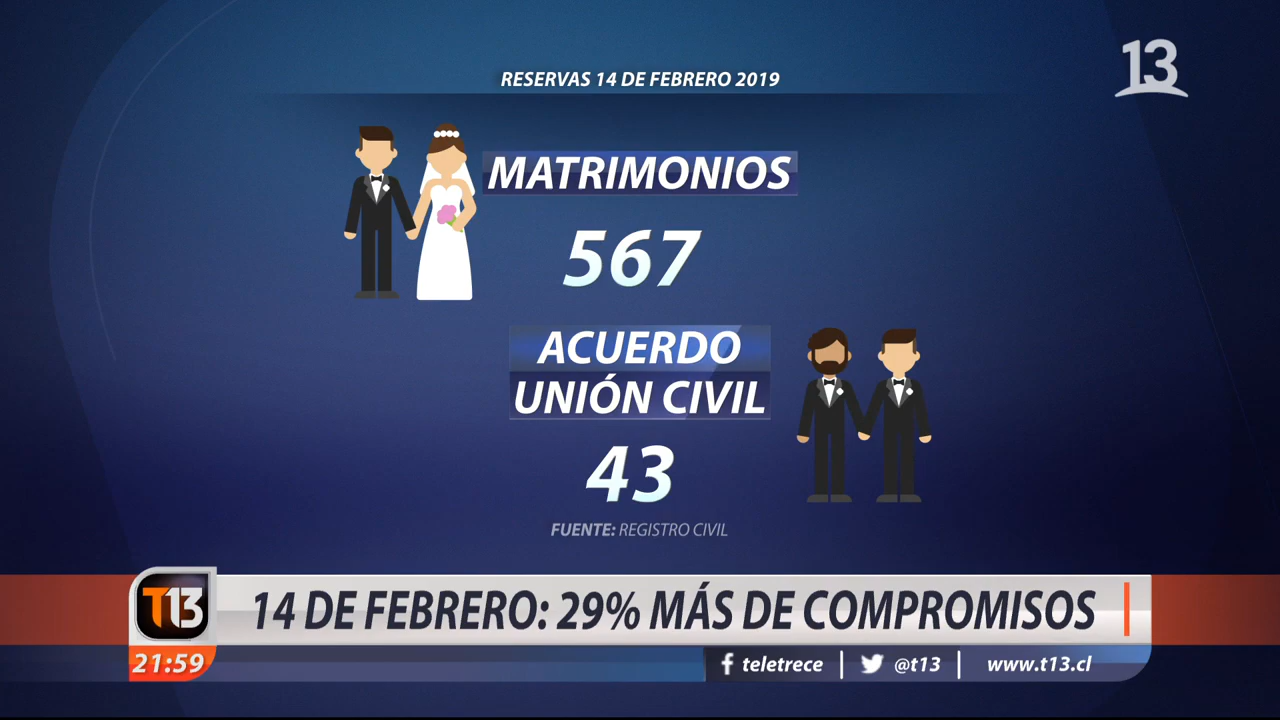 13
RESERVAS 14 DE FEBRERO 2019
MATRIMONIOS
567
ACUERDO
UNIÓN CIVIL
43
FUENTE: REGISTRO CIVIL
T13
14 DE FEBRERO: 29% MÁS DE COMPROMISOS
21:59
teletrece
@t13
www.t13.cl